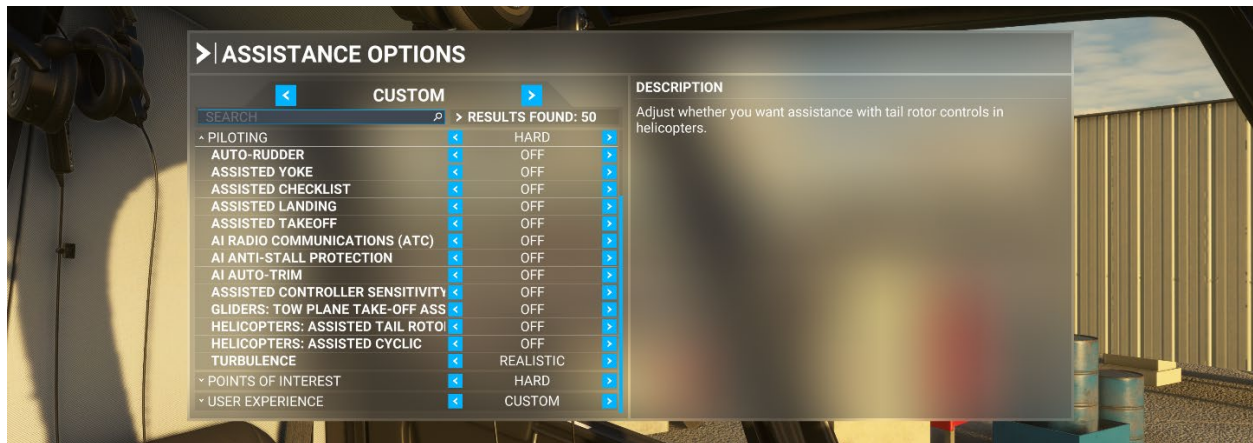 ASSISTANCE OPTIONS
CUSTOM
SEARCH
> RESULTS FOUND: 50
PILOTING HARD
AUTO-RUDDER OFF
ASSISTED YOKE OFF
ASSISTED CHECKLIST OFF
ASSISTED LANDING OFF
ASSISTED TAKEOFF OFF
AI RADIO COMMUNICATIONS (ATC) OFF
AI ANTI-STALL PROTECTION OFF
AI AUTO-TRIM OFF
ASSISTED CONTROLLER SENSITIVITY OFF
GLIDERS: TOW PLANE TAKE-OFF ASS OFF
HELICOPTERS: ASSISTED TAIL ROTO OFF
HELICOPTERS: ASSISTED CYCLIC OFF
TURBULENCE REALISTIC
POINTS OF INTEREST HARD
USER EXPERIENCE CUSTOM
DESCRIPTION
Adjust whether you want assistance with tail rotor controls in
helicopters.